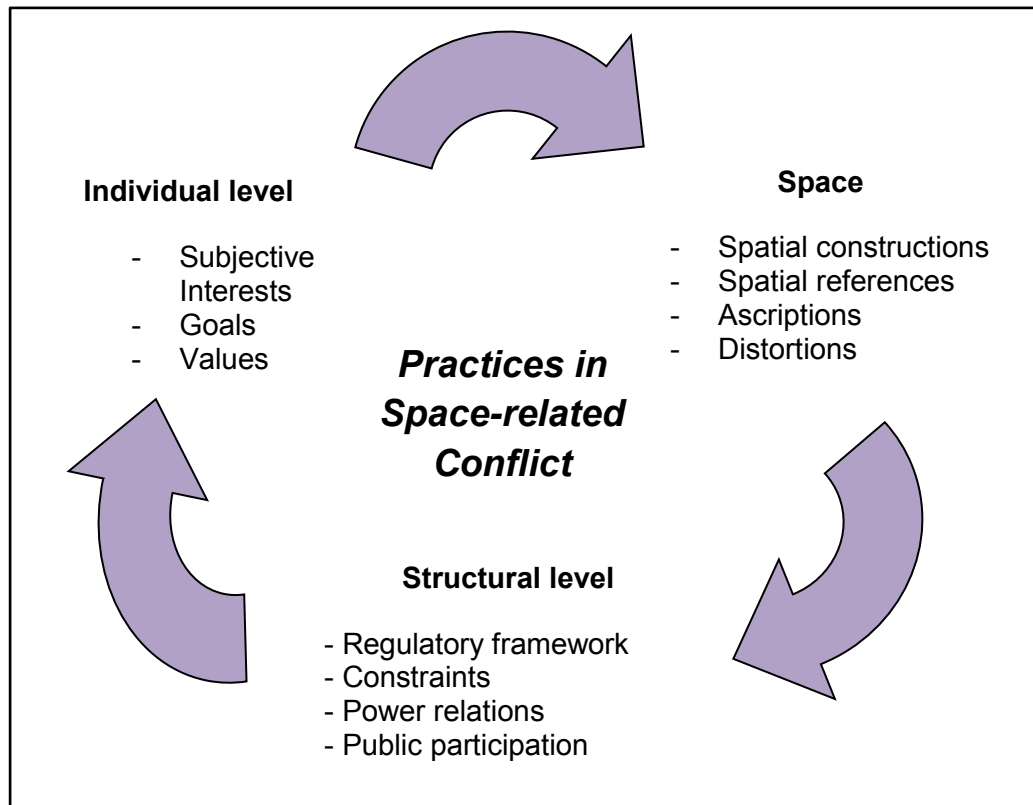 Individual level
- Subjective
Interests
- Goals
- Values
Space
- Spatial constructions
- Spatial references
- Ascriptions
- Distortions
Practices in
Space-related
Conflict
Structural level
- Regulatory framework
- Constraints
- Power relations
- Public participation